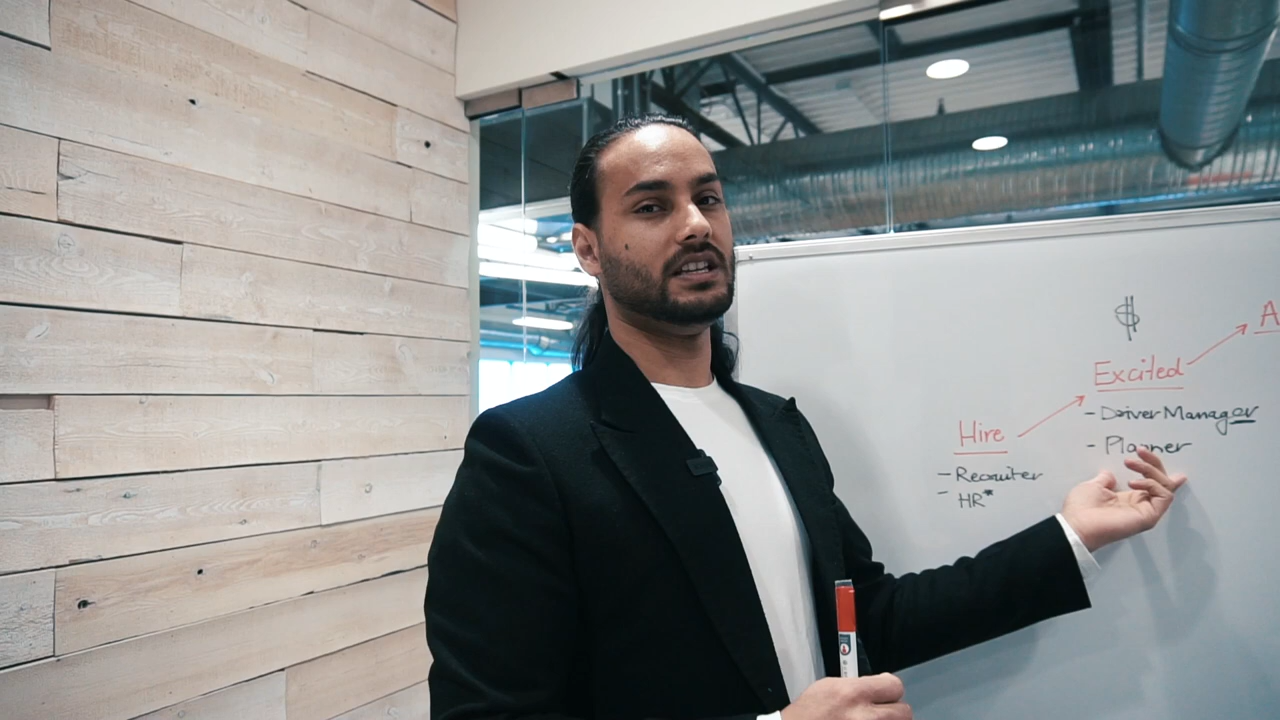 $
A
Excited
- Driver Manager
- Planner
Hire
- Recruiter
- HR*